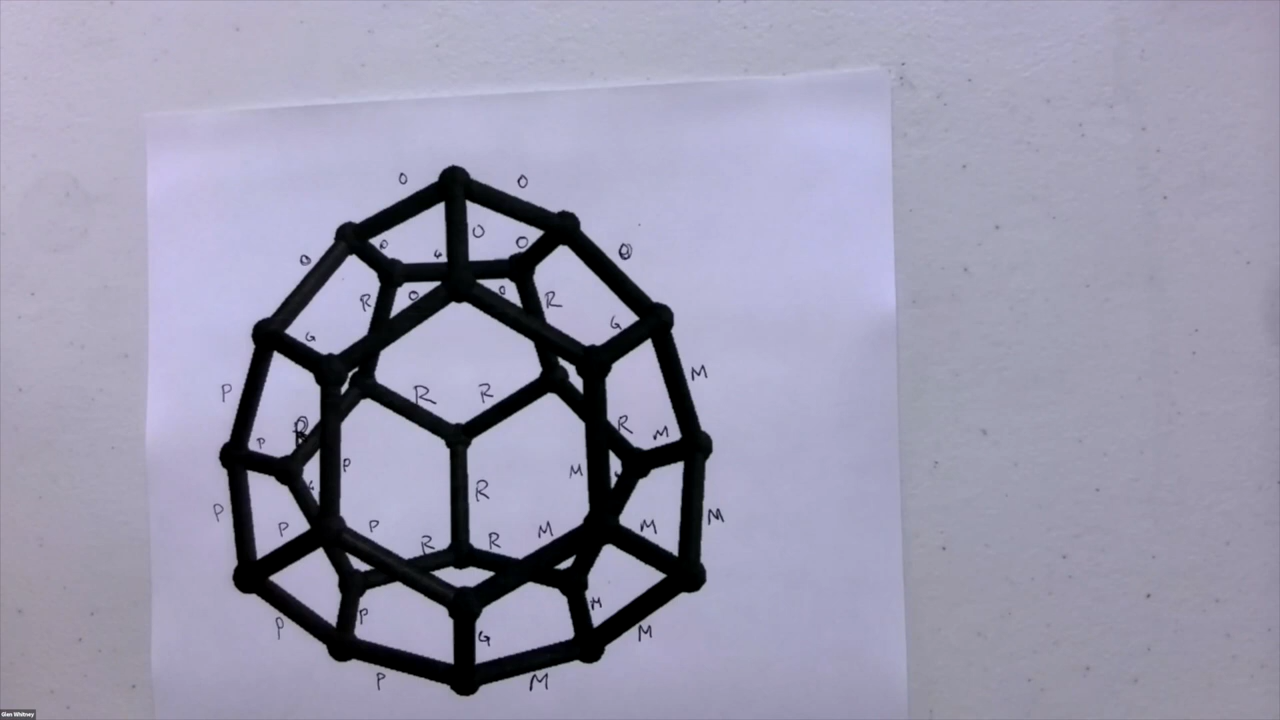 O O
O O O
O G O
R O O R G
P R R R M
R P M
P P R M
P P P M M M
R R
P P G M M
P M
Glen Whitney